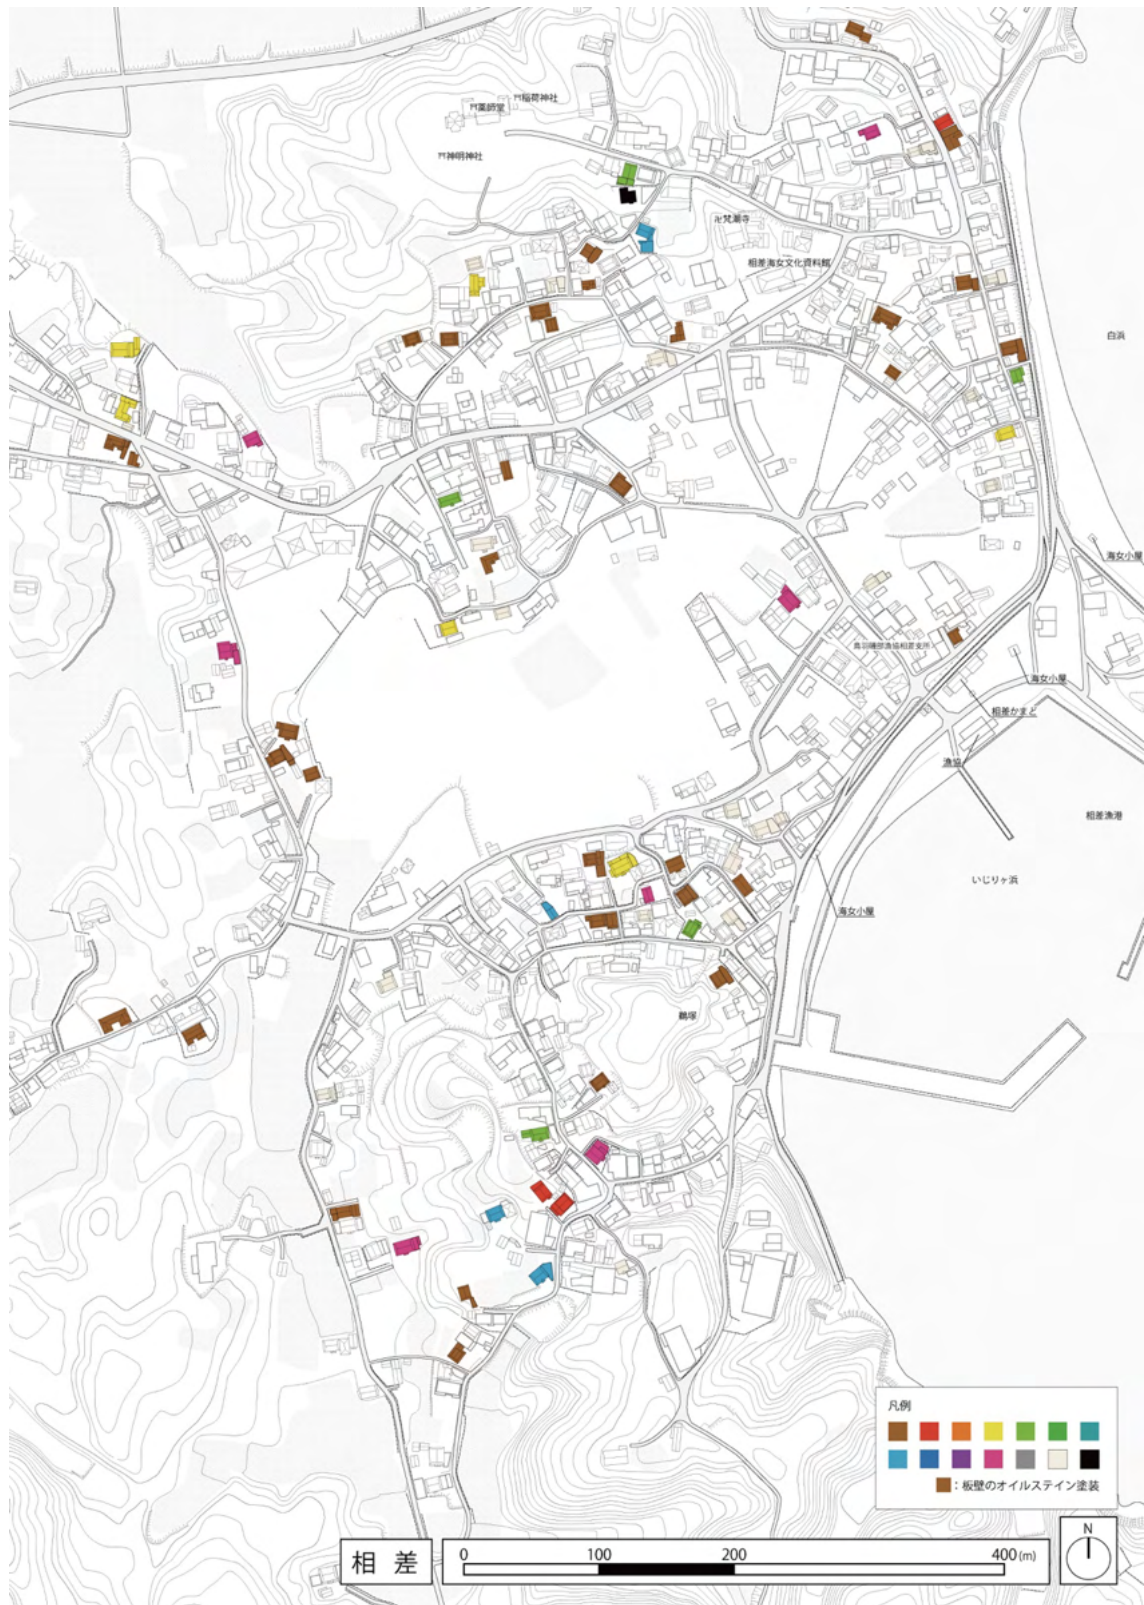 卍稲荷神社
卍薬師堂
卍神明神社
卍梵潮寺
相差海女文化資料館
白浜
海女小屋
鳥羽磯部漁協相差支所
海女小屋
相差かまど
漁協
相差漁港
いじりヶ浜
海女小屋
鵜塚
凡例
:板壁のオイルステイン塗装
相差
0 100 200 400(m)
N